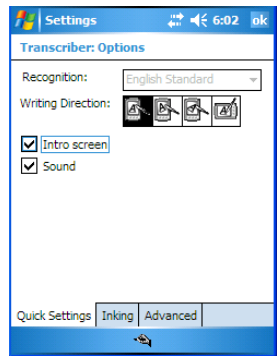 Settings 6:02 ok
Transcriber: Options
Recognition: English Standard
Writing Direction:
Intro screen
Sound
Quick Settings Inking Advanced